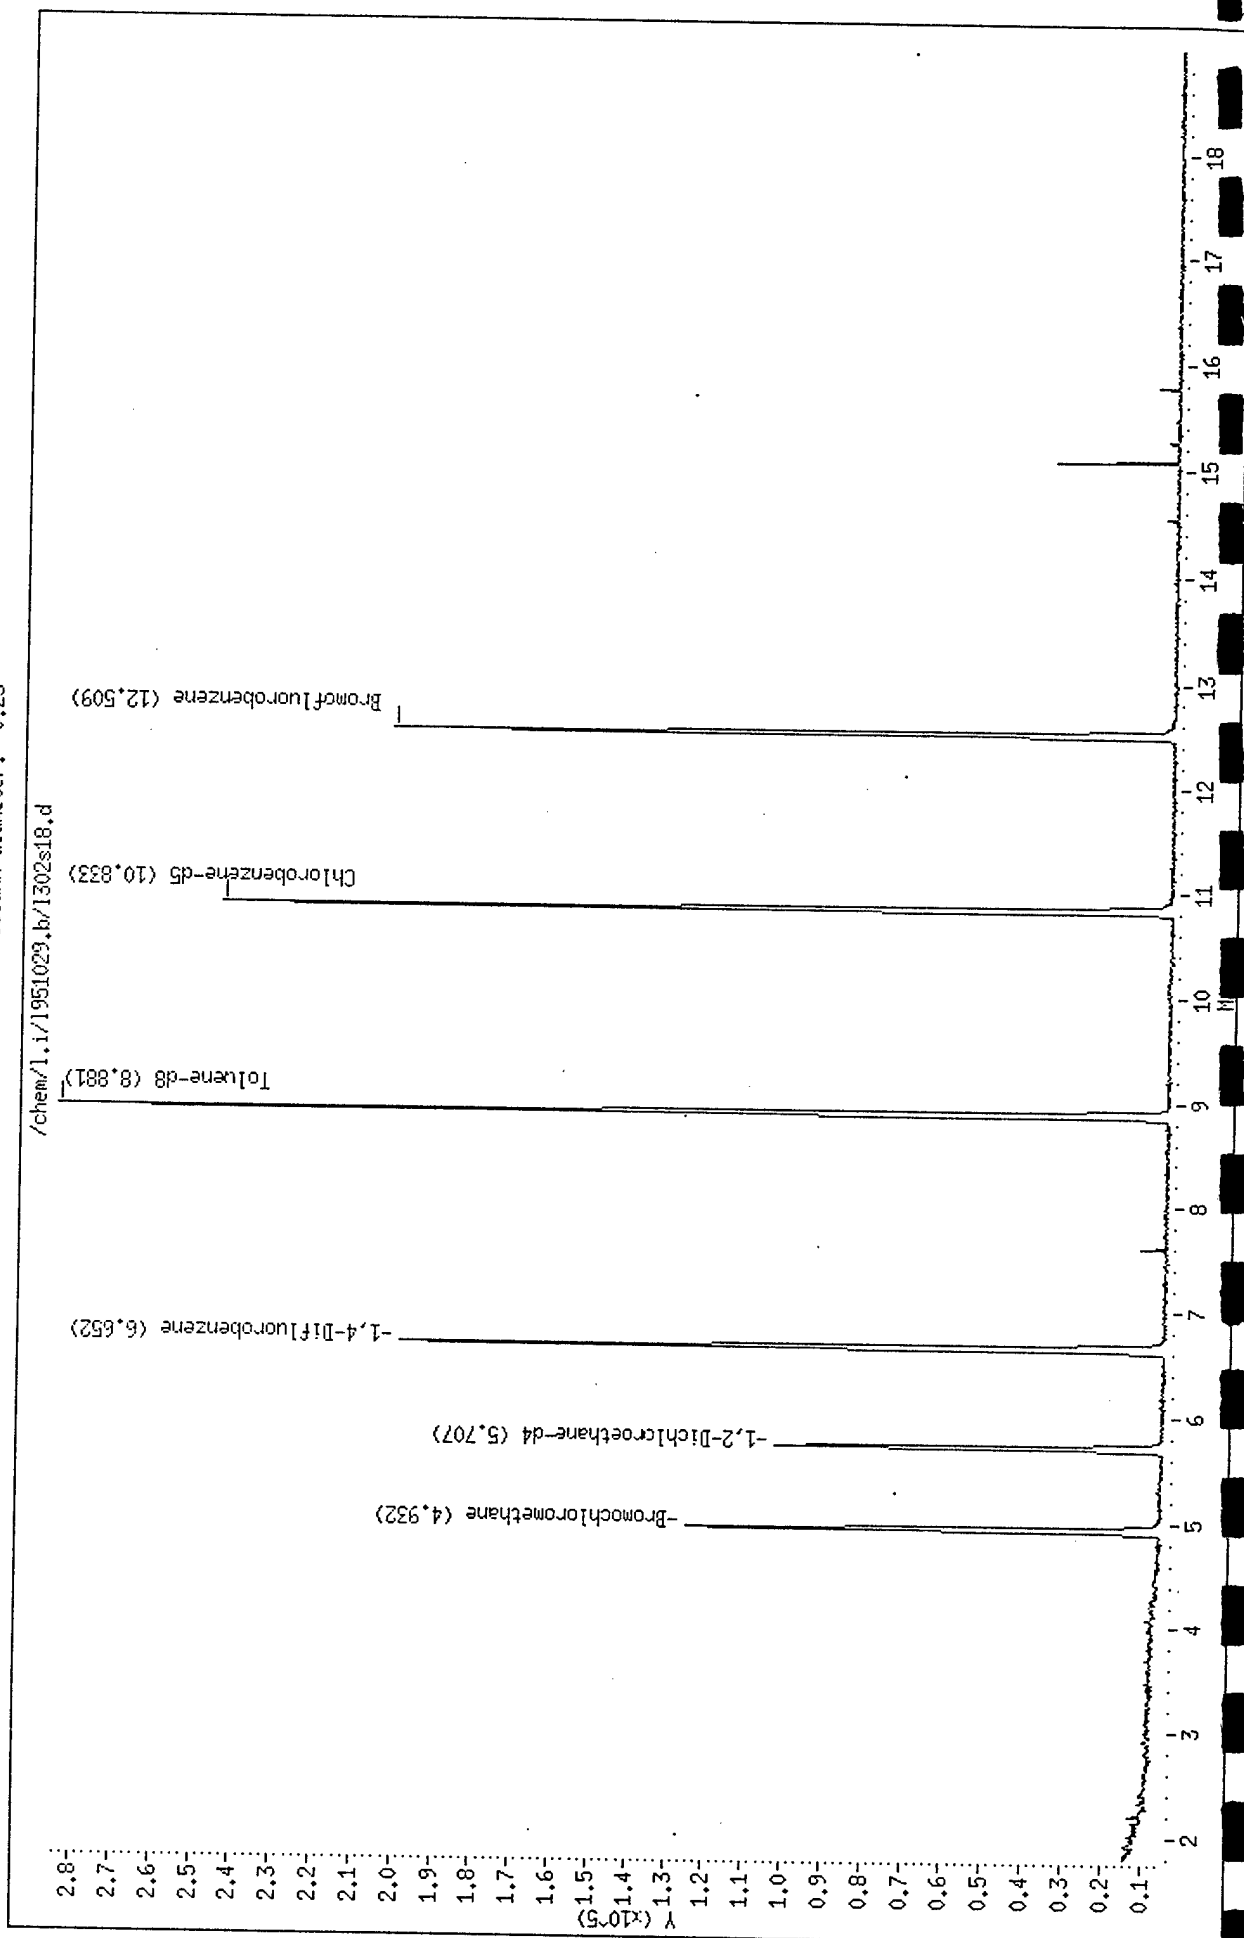 /chem/l.i/l951029.b/l302s18.d
Y (x10^5)
2.8
2.7
2.6
2.5
2.4
2.3
2.2
2.1
2.0
1.9
1.8
1.7
1.6
1.5
1.4
1.3
1.2
1.1
1.0
0.9
0.8
0.7
0.6
0.5
0.4
0.3
0.2
0.1
-Bromochloromethane (4.932)
-1,2-Dichlcroethane-d4 (5.707)
-1,4-Difluorobenzene (6.652)
Toluene-d8 (8.881)
Chlorobenzene-d5 (10.833)
Bromofluorobenzene (12.509)
2 3 4 5 6 7 8 9 10 11 12 13 14 15 16 17 18
M